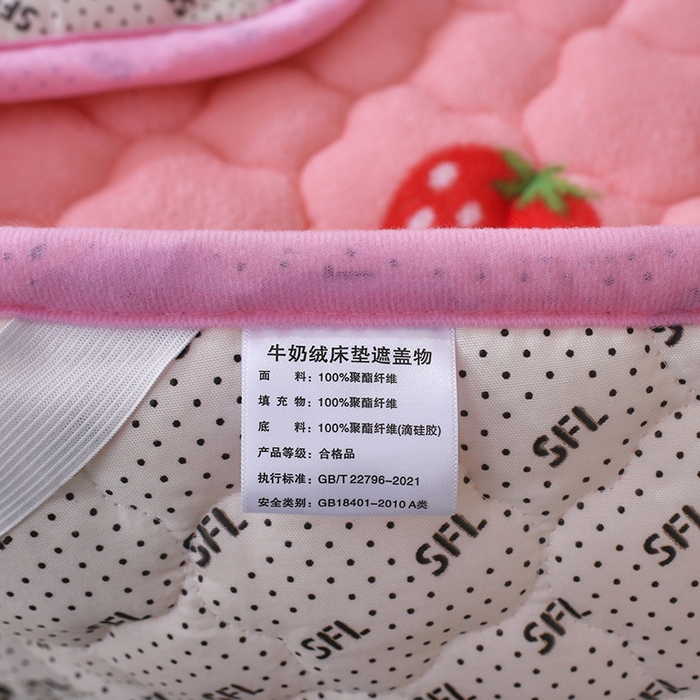 牛奶绒床垫遮盖物
面 料：100%聚酯纤维
填 充 物：100%聚酯纤维
底 料：100%聚酯纤维(滴硅胶)
产品等级：合格品
执行标准：GB/T 22796-2021
安全类别：GB18401-2010 A类
SFL
SFL
SFL
SFL
SFL
SFL
SFL